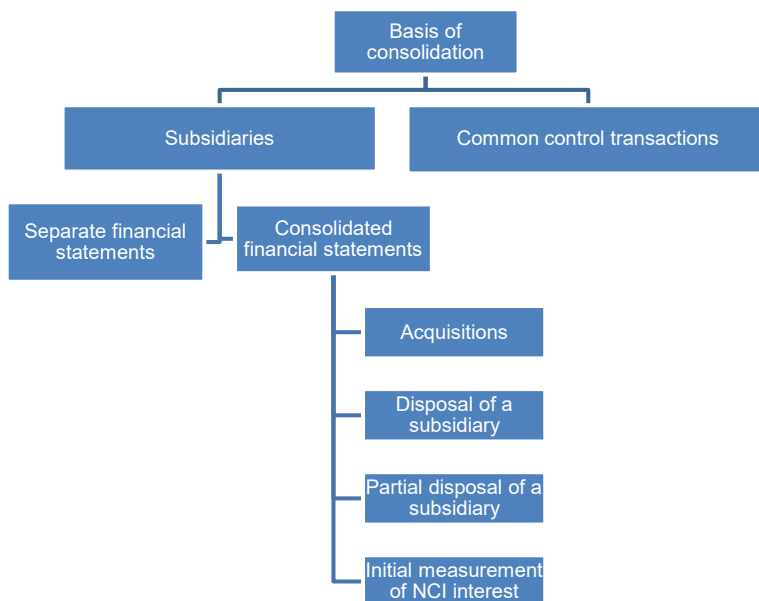 Basis of
consolidation
Subsidiaries
Common control transactions
Separate financial
statements
Consolidated
financial statements
Acquisitions
Disposal of a
subsidiary
Partial disposal of a
subsidiary
Initial measurement
of NCI interest